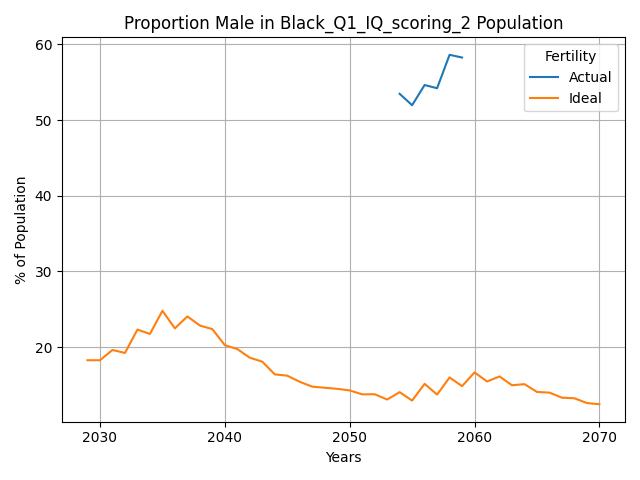 Proportion Male in Black_Q1_IQ_scoring_2 Population
Fertility
Actual
Ideal
60
50
40
30
20
% of Population
2030
2040
2050
2060
2070
Years